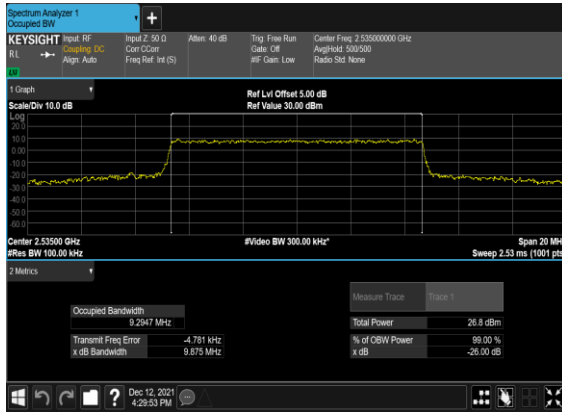 Spectrum Analyzer 1
Occupied BW
+
KEYSIGHT
RL
Input: RF
Coupling: DC
Align: Auto
Input Z: 50 Ω
Corr CCorr
Freq Ref: Int (S)
Atten: 40 dB
Trig: Free Run
Gate: Off
#IF Gain: Low
Center Freq: 2.535000000 GHz
Avg|Hold: 500/500
Radio Std: None
1 Graph
Scale/Div 10.0 dB
Ref Lvl Offset 5.00 dB
Ref Value 30.00 dBm
Log
20.0
10.0
0.00
-10.0
-20.0
-30.0
-40.0
-50.0
-60.0
Center 2.53500 GHz
#Res BW 100.00 kHz
#Video BW 300.00 kHz*
Span 20 MH
Sweep 2.53 ms (1001 pts
2 Metrics
Measure Trace
Trace 1
Occupied Bandwidth
9.2947 MHz
Total Power
26.8 dBm
Transmit Freq Error
-4.781 kHz
% of OBW Power
99.00 %
x dB Bandwidth
9.875 MHz
x dB
-26.00 dB
?
Dec 12, 2021
4:29:53 PM